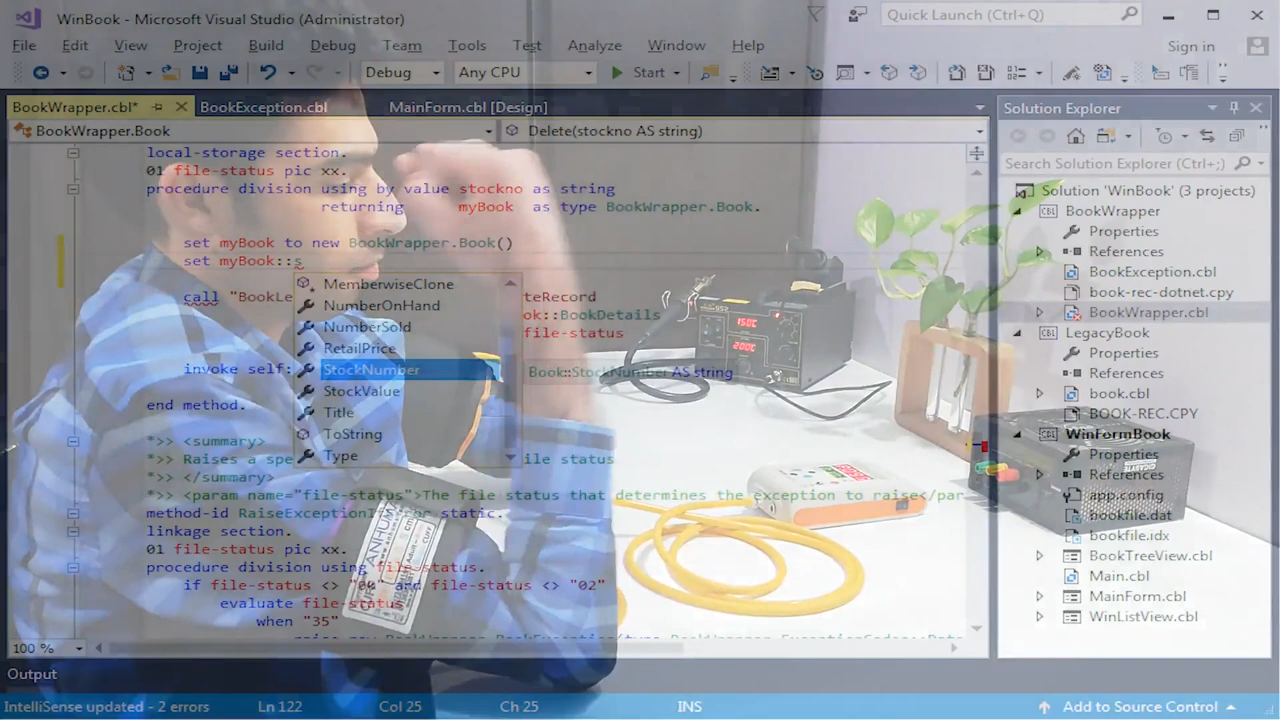 WinBook - Microsoft Visual Studio (Administrator)
Quick Launch (Ctrl+Q)
File Edit View Project Build Debug Team Tools Test Analyze Window Help
Sign in
Debug Any CPU Start
BookWrapper.cbl* BookException.cbl MainForm.cbl [Design]
BookWrapper.Book Delete(stockno AS string)
local-storage section.
01 file-status pic xx.
procedure division using by value stockno as string
returning myBook as type BookWrapper.Book.
set myBook to new BookWrapper.Book()
set myBook::s
MemberwiseClone
call "BookLe teRecord
NumberOnHand
k::BookDetails
NumberSold
file-status
RetailPrice
invoke self: StockNumber Book::StockNumber AS string
StockValue
end method.
Title
ToString
*>> <summary>
Type
*>> Raises a spe ile status
*>> </summary>
*>> <param name="file-status">The file status that determines the exception to raise</par
method-id RaiseExceptionI or static.
linkage section.
01 file-status pic xx.
procedure division using file-status.
if file-status <> "00" and file-status <> "02"
evaluate file-status
when "35"
100 %
Solution Explorer
Search Solution Explorer (Ctrl+;)
Solution 'WinBook' (3 projects)
BookWrapper
Properties
References
BookException.cbl
book-rec-dotnet.cpy
BookWrapper.cbl
LegacyBook
Properties
References
book.cbl
BOOK-REC.CPY
WinFormBook
Properties
References
app.config
bookfile.dat
bookfile.idx
BookTreeView.cbl
Main.cbl
MainForm.cbl
WinListView.cbl
Output
IntelliSense updated - 2 errors Ln 122 Col 25 Ch 25 INS Add to Source Control
150C
200C
GIGABYTE
ANHUM